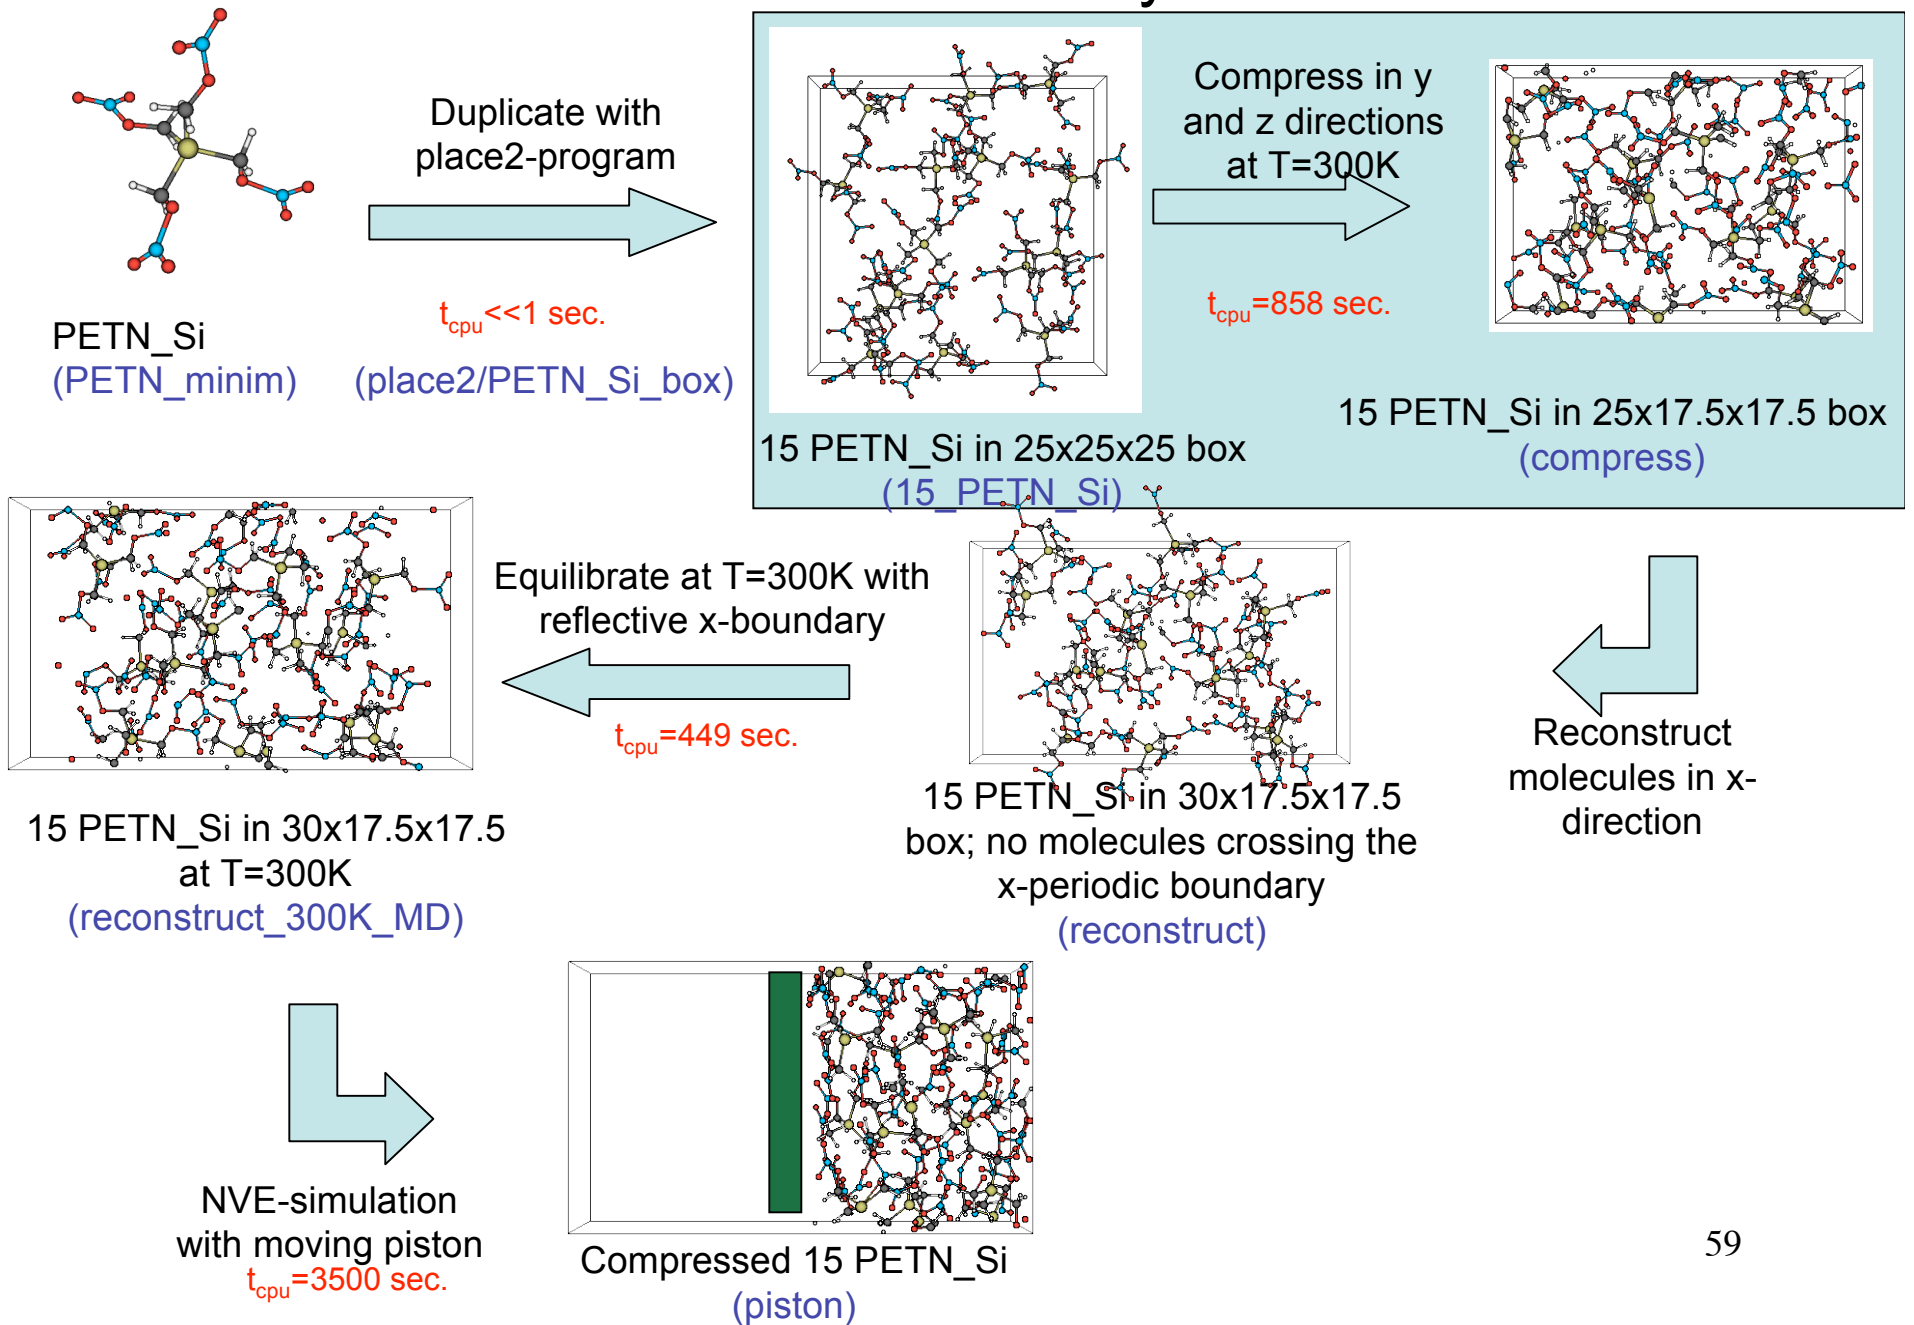 Duplicate with
place2-program
t_cpu<<1 sec.
PETN_Si
(PETN_minim)
(place2/PETN_Si_box)
Compress in y
and z directions
at T=300K
t_cpu=858 sec.
15 PETN_Si in 25x25x25 box
(15_PETN_Si)
15 PETN_Si in 25x17.5x17.5 box
(compress)
Reconstruct
molecules in x-
direction
15 PETN_Si in 30x17.5x17.5
box; no molecules crossing the
x-periodic boundary
(reconstruct)
Equilibrate at T=300K with
reflective x-boundary
t_cpu=449 sec.
15 PETN_Si in 30x17.5x17.5
at T=300K
(reconstruct_300K_MD)
NVE-simulation
with moving piston
t_cpu=3500 sec.
Compressed 15 PETN_Si
(piston)
59